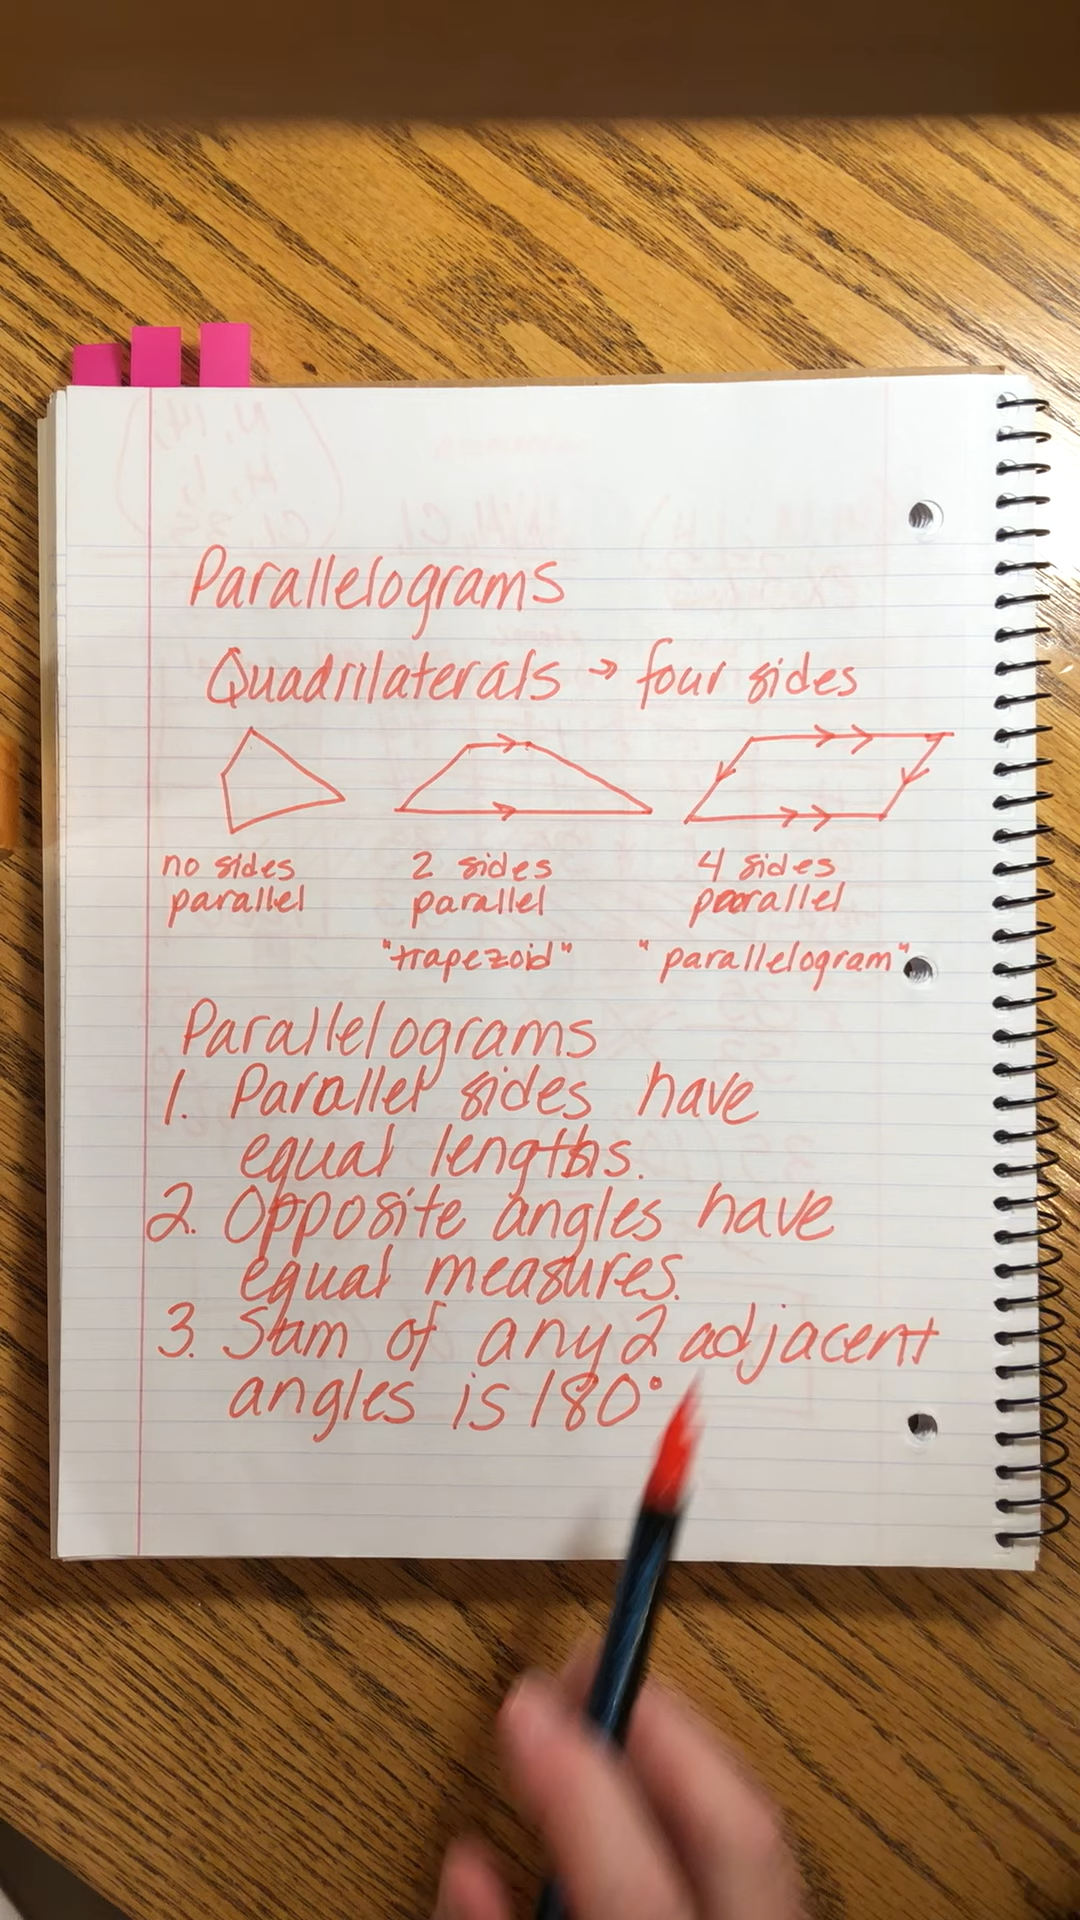 Parallelograms
Quadrilaterals → four sides
no sides parallel
2 sides parallel
"trapezoid"
4 sides parallel
"parallelogram"
Parallelograms
1. Parallel sides have
equal lengths.
2. Opposite angles have
equal measures.
3. Sum of any 2 adjacent
angles is 180°